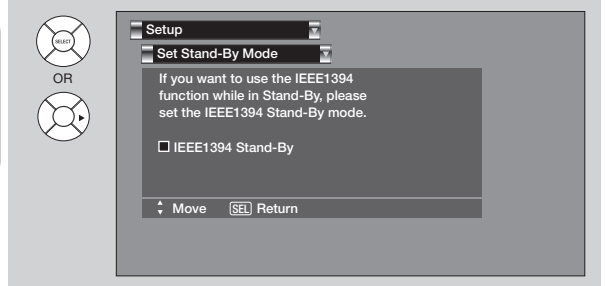 SELECT
OR
Setup
Set Stand-By Mode
If you want to use the IEEE1394
function while in Stand-By, please
set the IEEE1394 Stand-By mode.
IEEE1394 Stand-By
Move SEL Return